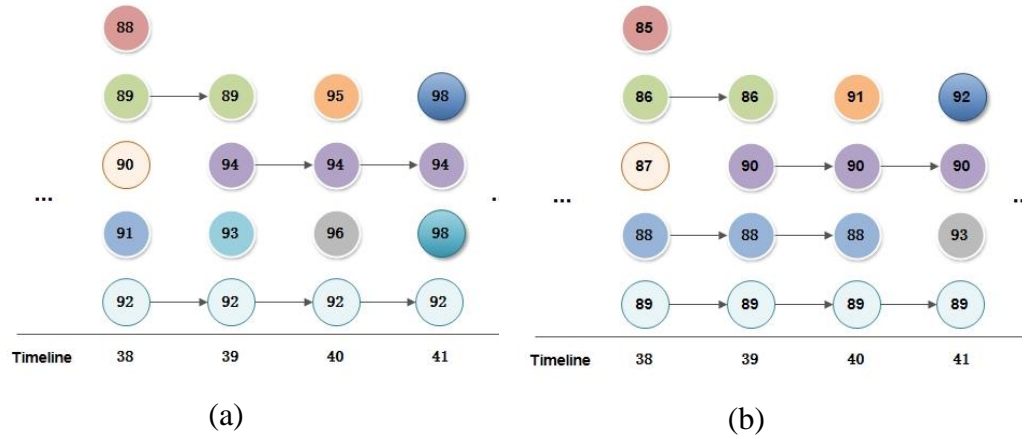 88 85
89 89 95 98 86 86 91 92
90 94 94 94 87 90 90 90
... . ... ..
91 93 96 98 88 88 88 93
92 92 92 92 89 89 89 89
Timeline 38 39 40 41 Timeline 38 39 40 41
(a) (b)